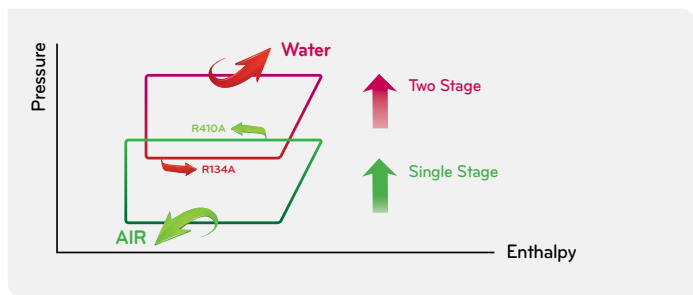 Pressure
Water
Two Stage
R410A
R134A
Single Stage
AIR
Enthalpy